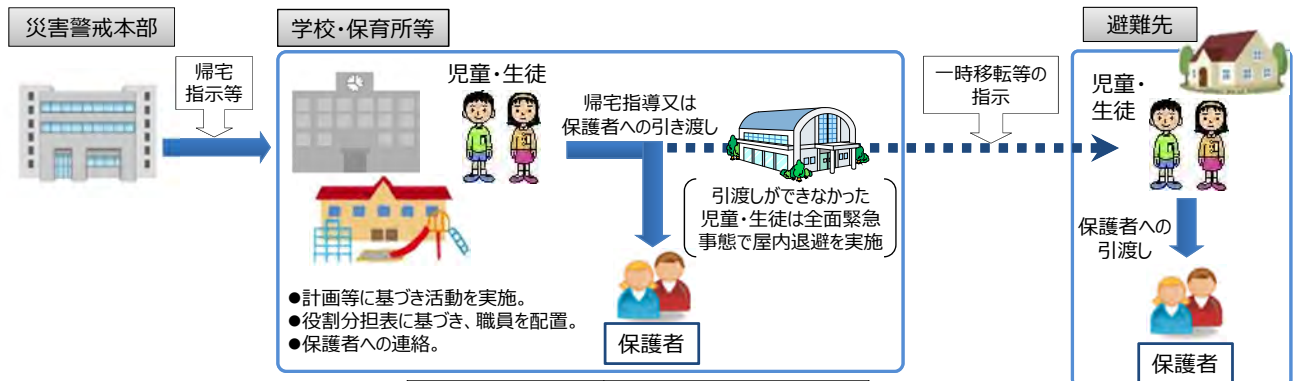 災害警戒本部
帰宅
指示等
学校・保育所等
児童・生徒
帰宅指導又は
保護者への引き渡し
引渡しができなかった
児童・生徒は全面緊急
事態で屋内退避を実施
●計画等に基づき活動を実施。
●役割分担表に基づき、職員を配置。
●保護者への連絡。
保護者
一時移転等の
指示
避難先
児童・
生徒
保護者への
引渡し
保護者